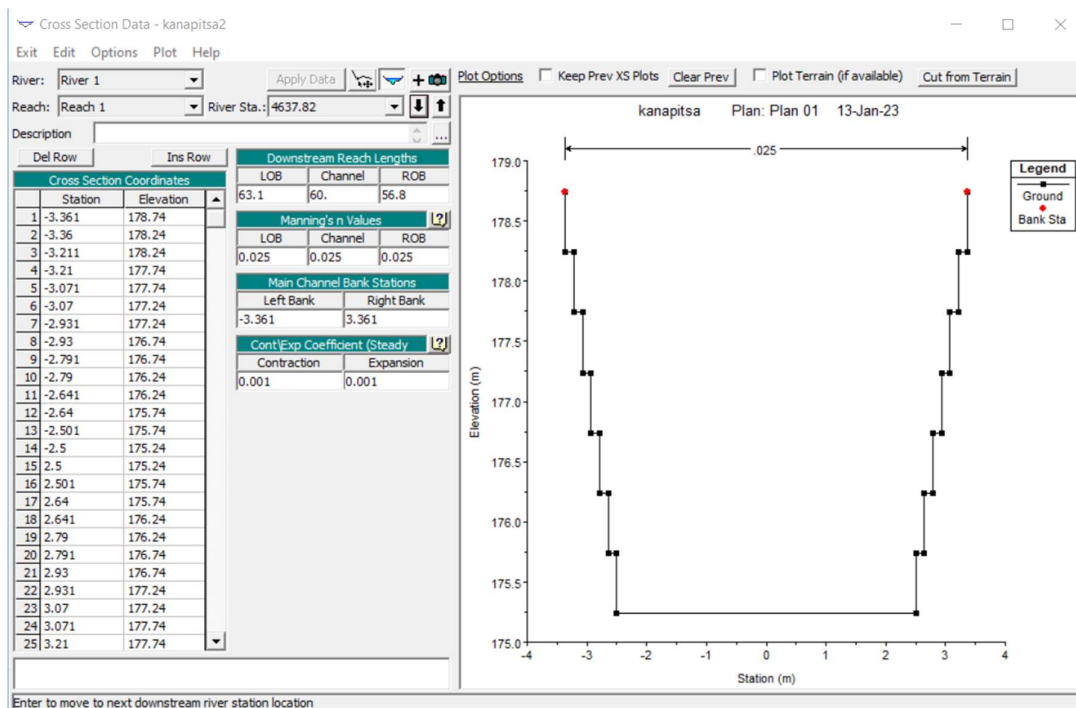 Cross Section Data - kanapitsa2
Exit Edit Options Plot Help
River: River 1 Apply Data
Reach: Reach 1 River Sta.: 4637.82
Description ...
Plot Options Keep Prev XS Plots Clear Prev Plot Terrain (if available) Cut from Terrain
Del Row Ins Row
Cross Section Coordinates
Station Elevation
1 -3.361 178.74
2 -3.36 178.24
3 -3.211 178.24
4 -3.21 177.74
5 -3.071 177.74
6 -3.07 177.24
7 -2.931 177.24
8 -2.93 176.74
9 -2.791 176.74
10 -2.79 176.24
11 -2.641 176.24
12 -2.64 175.74
13 -2.501 175.74
14 -2.5 175.24
15 2.5 175.24
16 2.501 175.74
17 2.64 175.74
18 2.641 176.24
19 2.79 176.24
20 2.791 176.74
21 2.93 176.74
22 2.931 177.24
23 3.07 177.24
24 3.071 177.74
25 3.21 177.74
Downstream Reach Lengths
LOB Channel ROB
63.1 60. 56.8
Manning's n Values
LOB Channel ROB
0.025 0.025 0.025
Main Channel Bank Stations
Left Bank Right Bank
-3.361 3.361
Cont\Exp Coefficient (Steady
Contraction Expansion
0.001 0.001
kanapitsa Plan: Plan 01 13-Jan-23
.025
Legend
Ground
Bank Sta
179.0
178.5
178.0
177.5
177.0
176.5
176.0
175.5
175.0
Elevation (m)
-4 -3 -2 -1 0 1 2 3 4
Station (m)
Enter to move to next downstream river station location